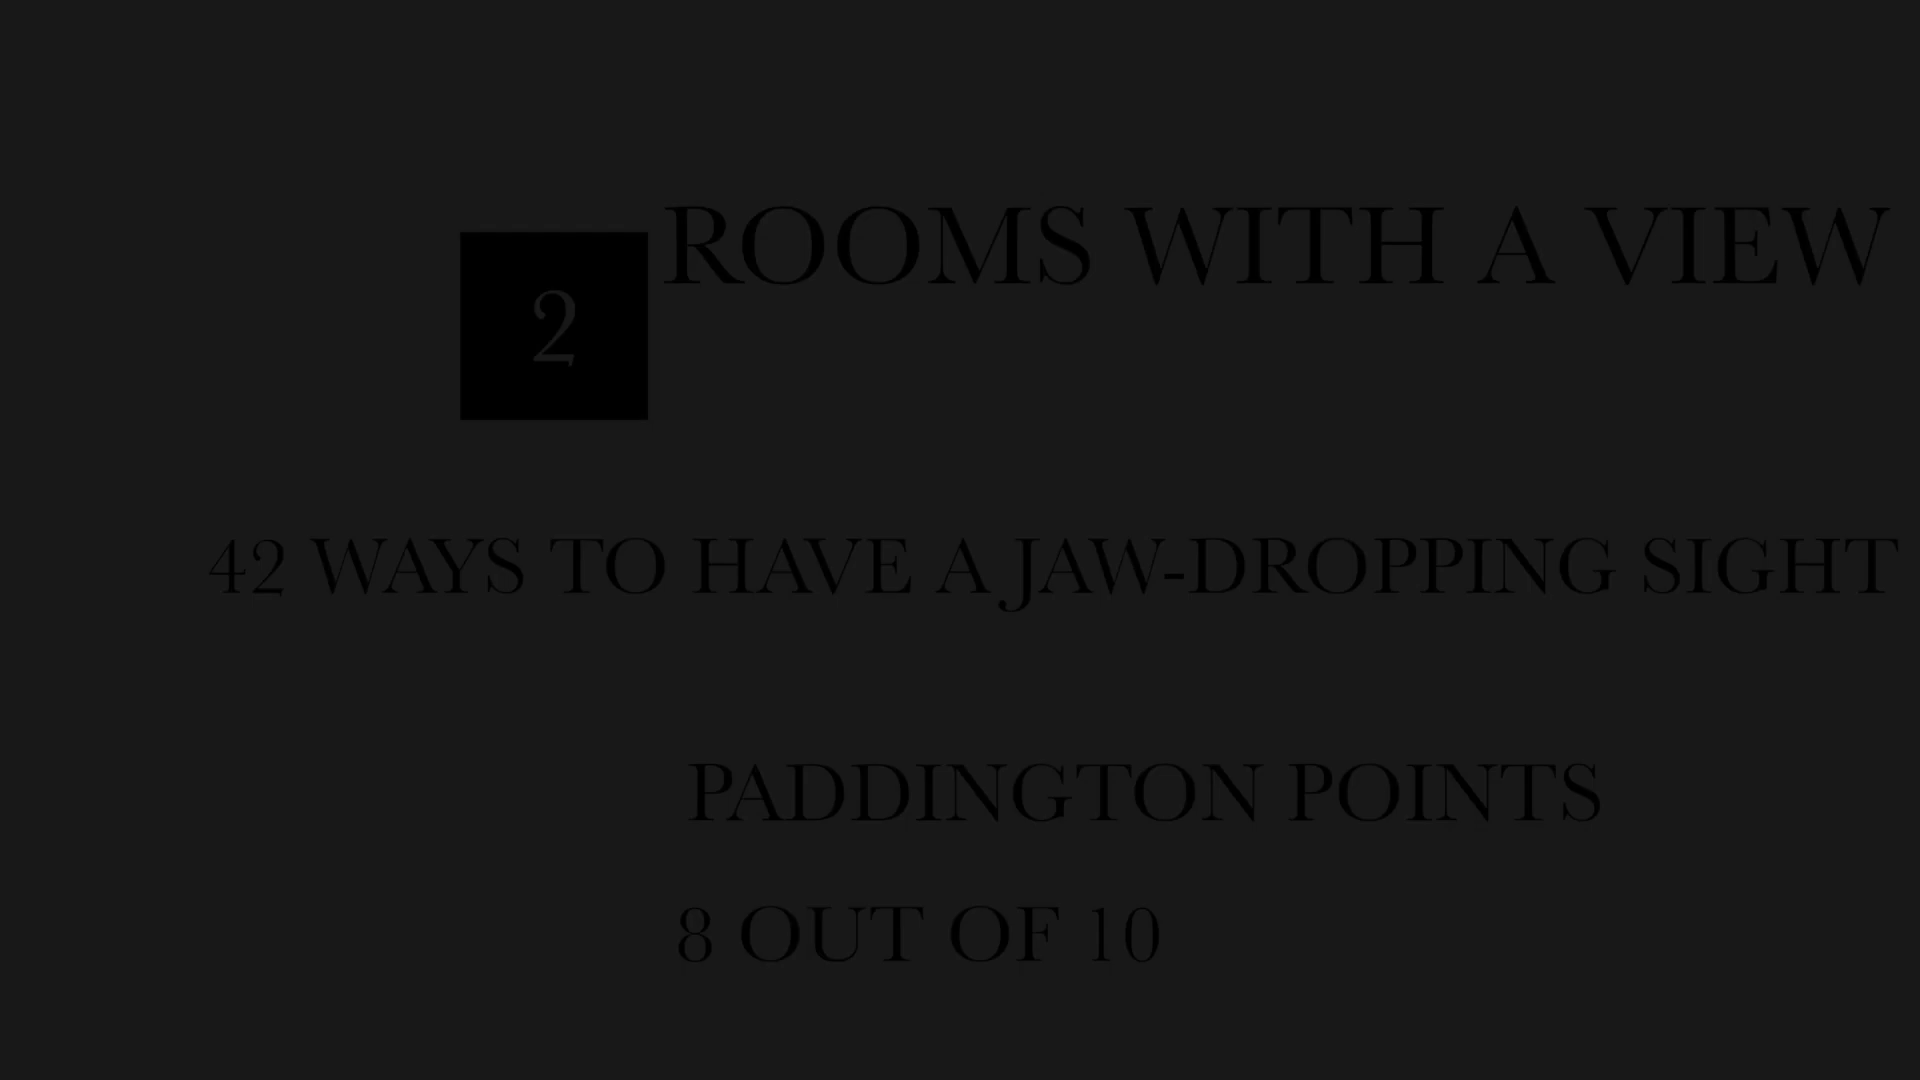 ROOMS WITH A VIEW
2
42 WAYS TO HAVE A JAW-DROPPING SIGHT
PADDINGTON POINTS
8 OUT OF 10